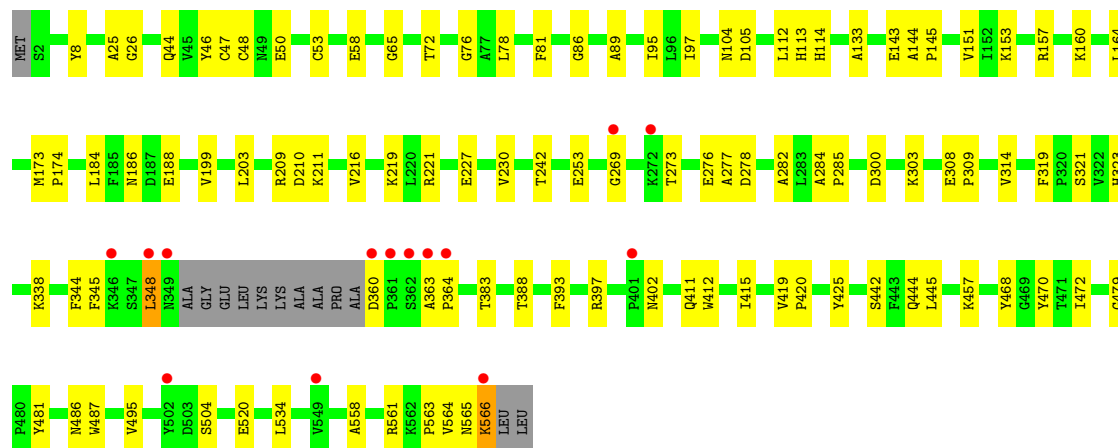 MET S2 Y8 A25 G26 Q44 V45 Y46 C47 C48 N49 E50 C53 E58 G65 T72 G76 A77 L78 F81 G86 A89 I95 L96 I97 N104 D105 L112 H113 H114 A133 E143 A144 P145 V151 I152 K153 R157 K160
M173 P174 L184 F185 N186 D187 E188 V199 L203 R209 D210 K211 V216 K219 L220 R221 E227 V230 T242 E253 G269 K272 T273 E276 A277 D278 A282 L283 A284 P285 D300 K303 E308 P309 V314 F319 P320 S321 V322
K338 F344 F345 K346 S347 L348 N349 ALA GLY GLU LEU LYS LYS ALA ALA PRO ALA D360 P361 S362 A363 P364 T383 T388 F393 R397 P401 N402 Q411 W412 I415 V419 P420 Y425 S442 F443 Q444 L445 K457 Y468 G469 Y470 T471 I472
P480 Y481 N486 W487 V495 Y502 D503 S504 E520 L534 V549 A558 R561 K562 P563 V564 N565 K566 LEU LEU